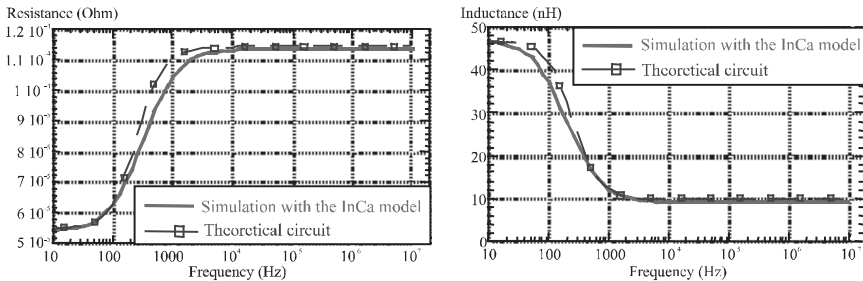 Resistance (Ohm)
1.2 10⁻⁴
1.1 10⁻⁴
1 10⁻⁴
9 10⁻⁵
8 10⁻⁵
7 10⁻⁵
6 10⁻⁵
5 10⁻⁵
Simulation with the InCa model
Theoretical circuit
10 100 1000 10⁴ 10⁵ 10⁶ 10⁷
Frequency (Hz)
Inductance (nH)
50
40
30
20
10
0
Simulation with the InCa model
Theoretical circuit
10 100 1000 10⁴ 10⁵ 10⁶ 10⁷
Frequency (Hz)